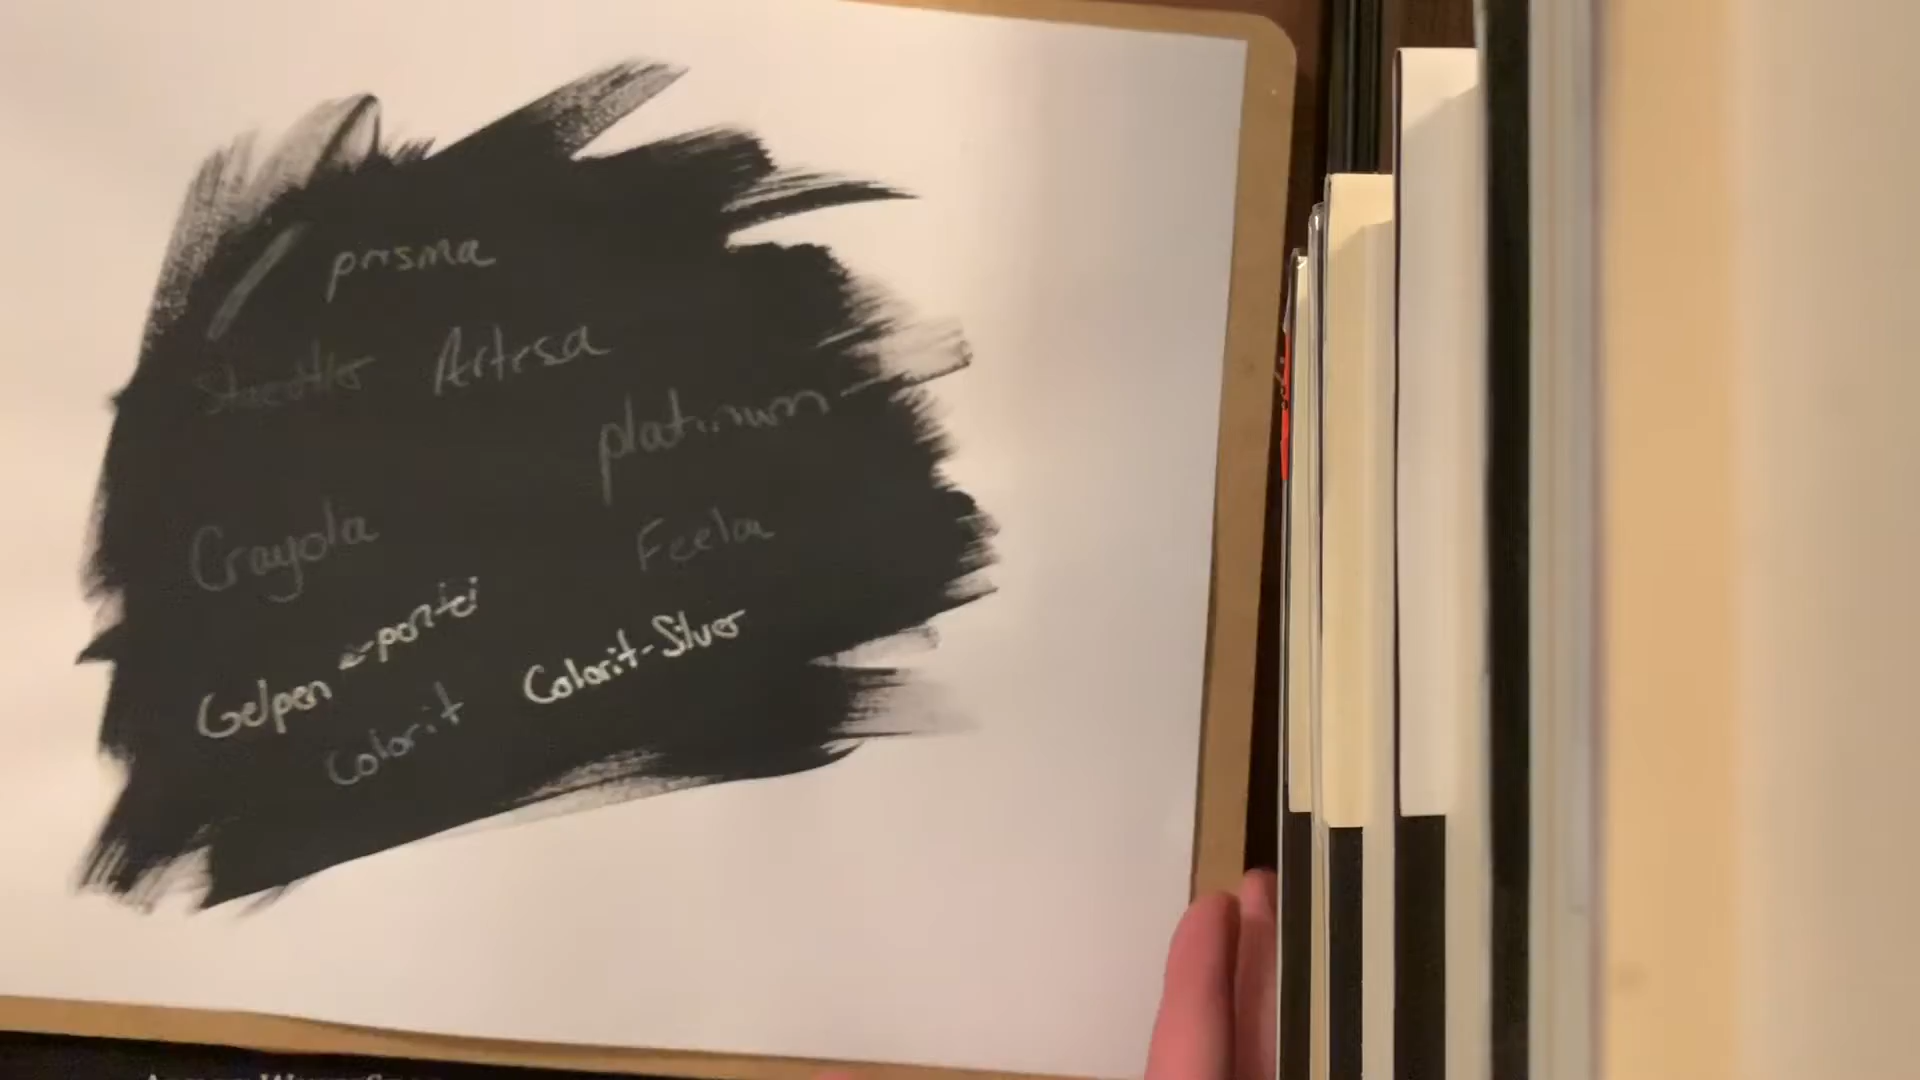 prisma
Staedtler Artesa
platinum
Crayola
Feela
Gelpen
Colorit-Silver
Colorit